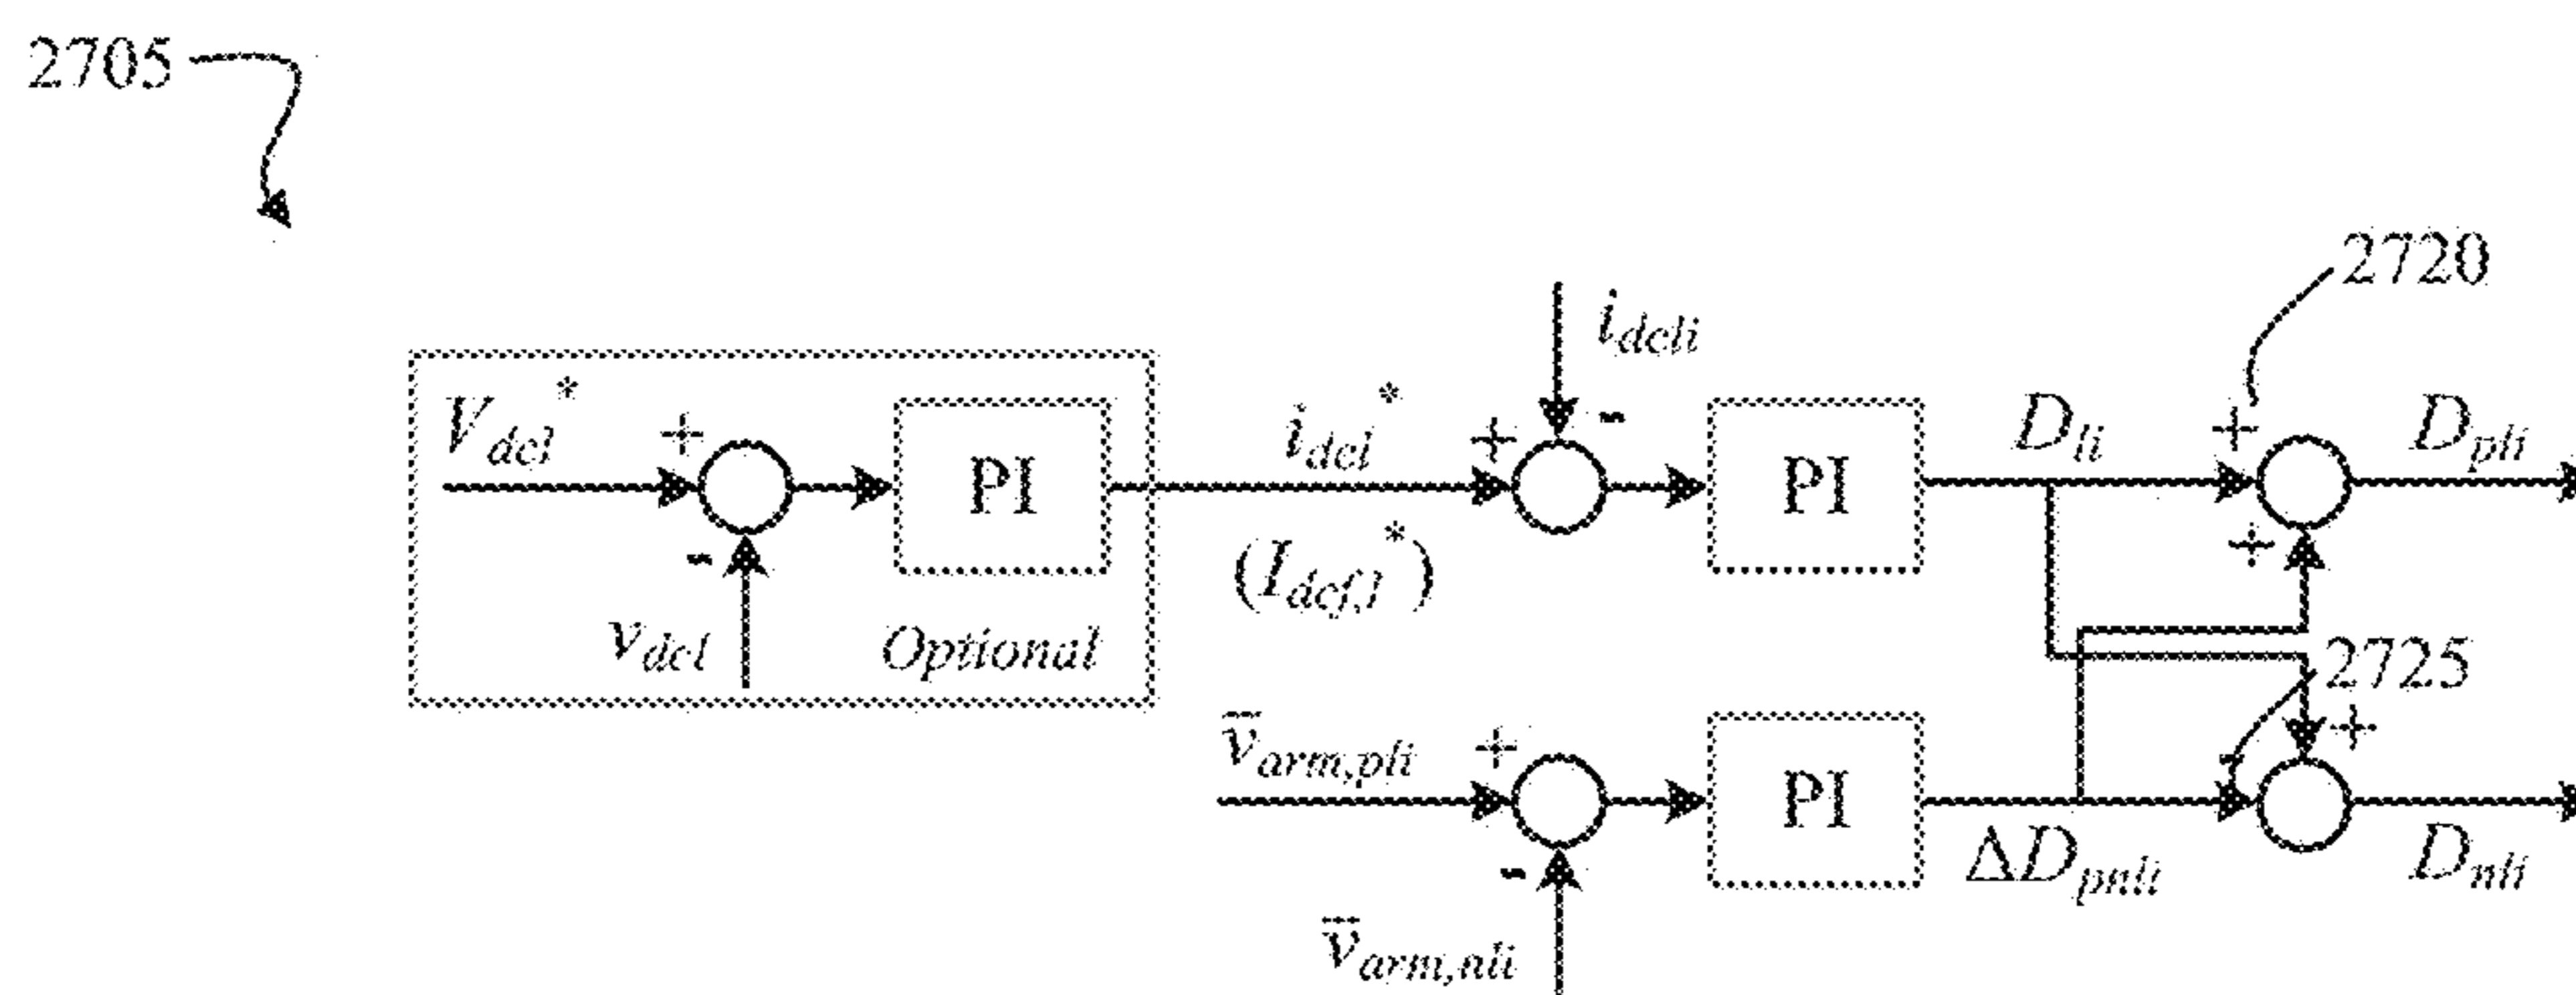 2705
2720
i_dcli
-
V_dcl*
+
PI
i_dcl*
+
PI
D_li
+
D_pli
-
v_dcl
Optional
(I_dcf,l*)
+
2725
v̅_arm,pli
+
PI
ΔD_pnli
-
+
D_nli
-
v̅_arm,nli